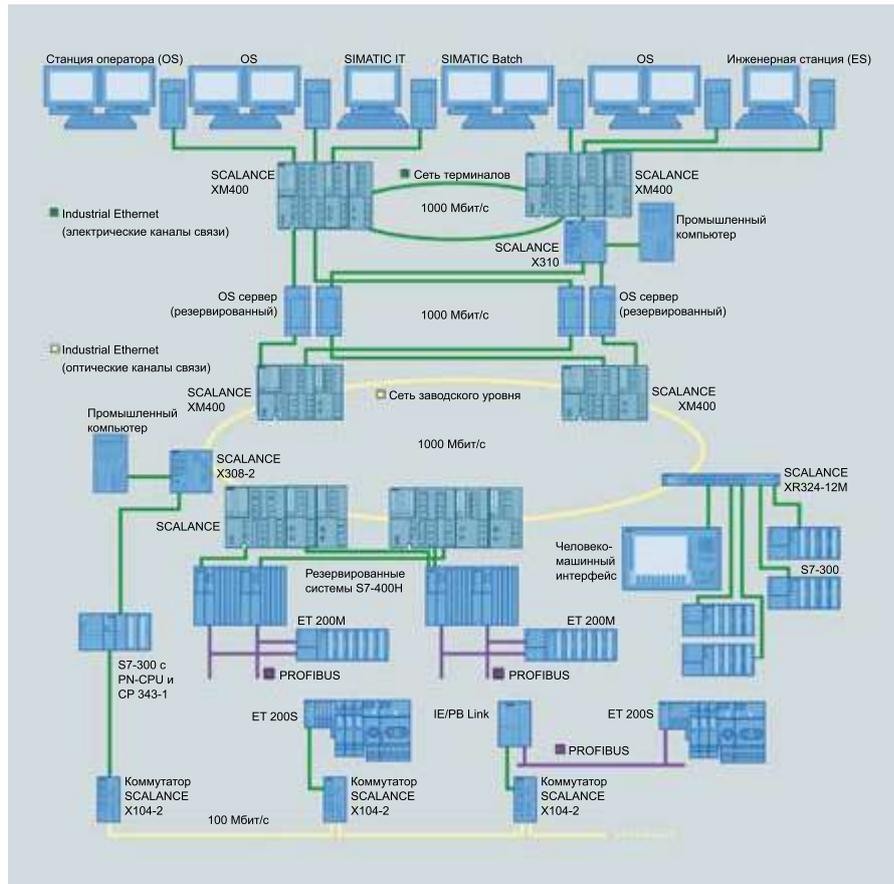 Станция оператора (OS)
OS
SIMATIC IT
SIMATIC Batch
OS
Инженерная станция (ES)
SCALANCE
XM400
Сеть терминалов
SCALANCE
XM400
1000 Мбит/с
Industrial Ethernet
(электрические каналы связи)
SCALANCE
X310
Промышленный
компьютер
OS сервер
(резервированный)
1000 Мбит/с
OS сервер
(резервированный)
Industrial Ethernet
(оптические каналы связи)
SCALANCE
XM400
Сеть заводского уровня
SCALANCE
XM400
Промышленный
компьютер
1000 Мбит/с
SCALANCE
X308-2
SCALANCE
XR324-12M
SCALANCE
Человеко-
машинный
интерфейс
Резервированные
системы S7-400H
S7-300
ET 200M
ET 200M
S7-300 с
PN-CPU и
CP 343-1
PROFIBUS
PROFIBUS
ET 200S
IE/PB Link
ET 200S
PROFIBUS
Коммутатор
SCALANCE
X104-2
Коммутатор
SCALANCE
X104-2
Коммутатор
SCALANCE
X104-2
100 Мбит/с